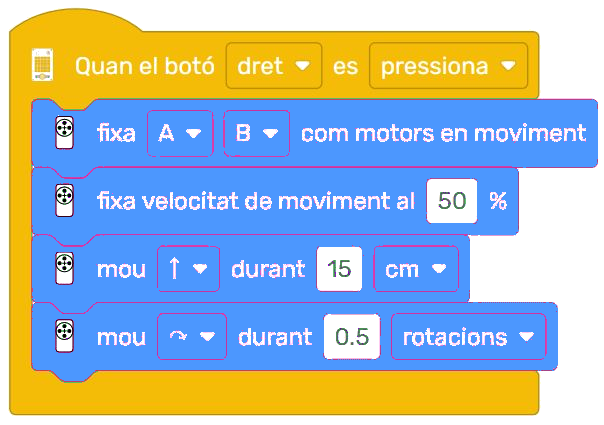 Quan el botó dret es pressiona
fixa A B com motors en moviment
fixa velocitat de moviment al 50 %
mou ↑ durant 15 cm
mou ↷ durant 0.5 rotacions